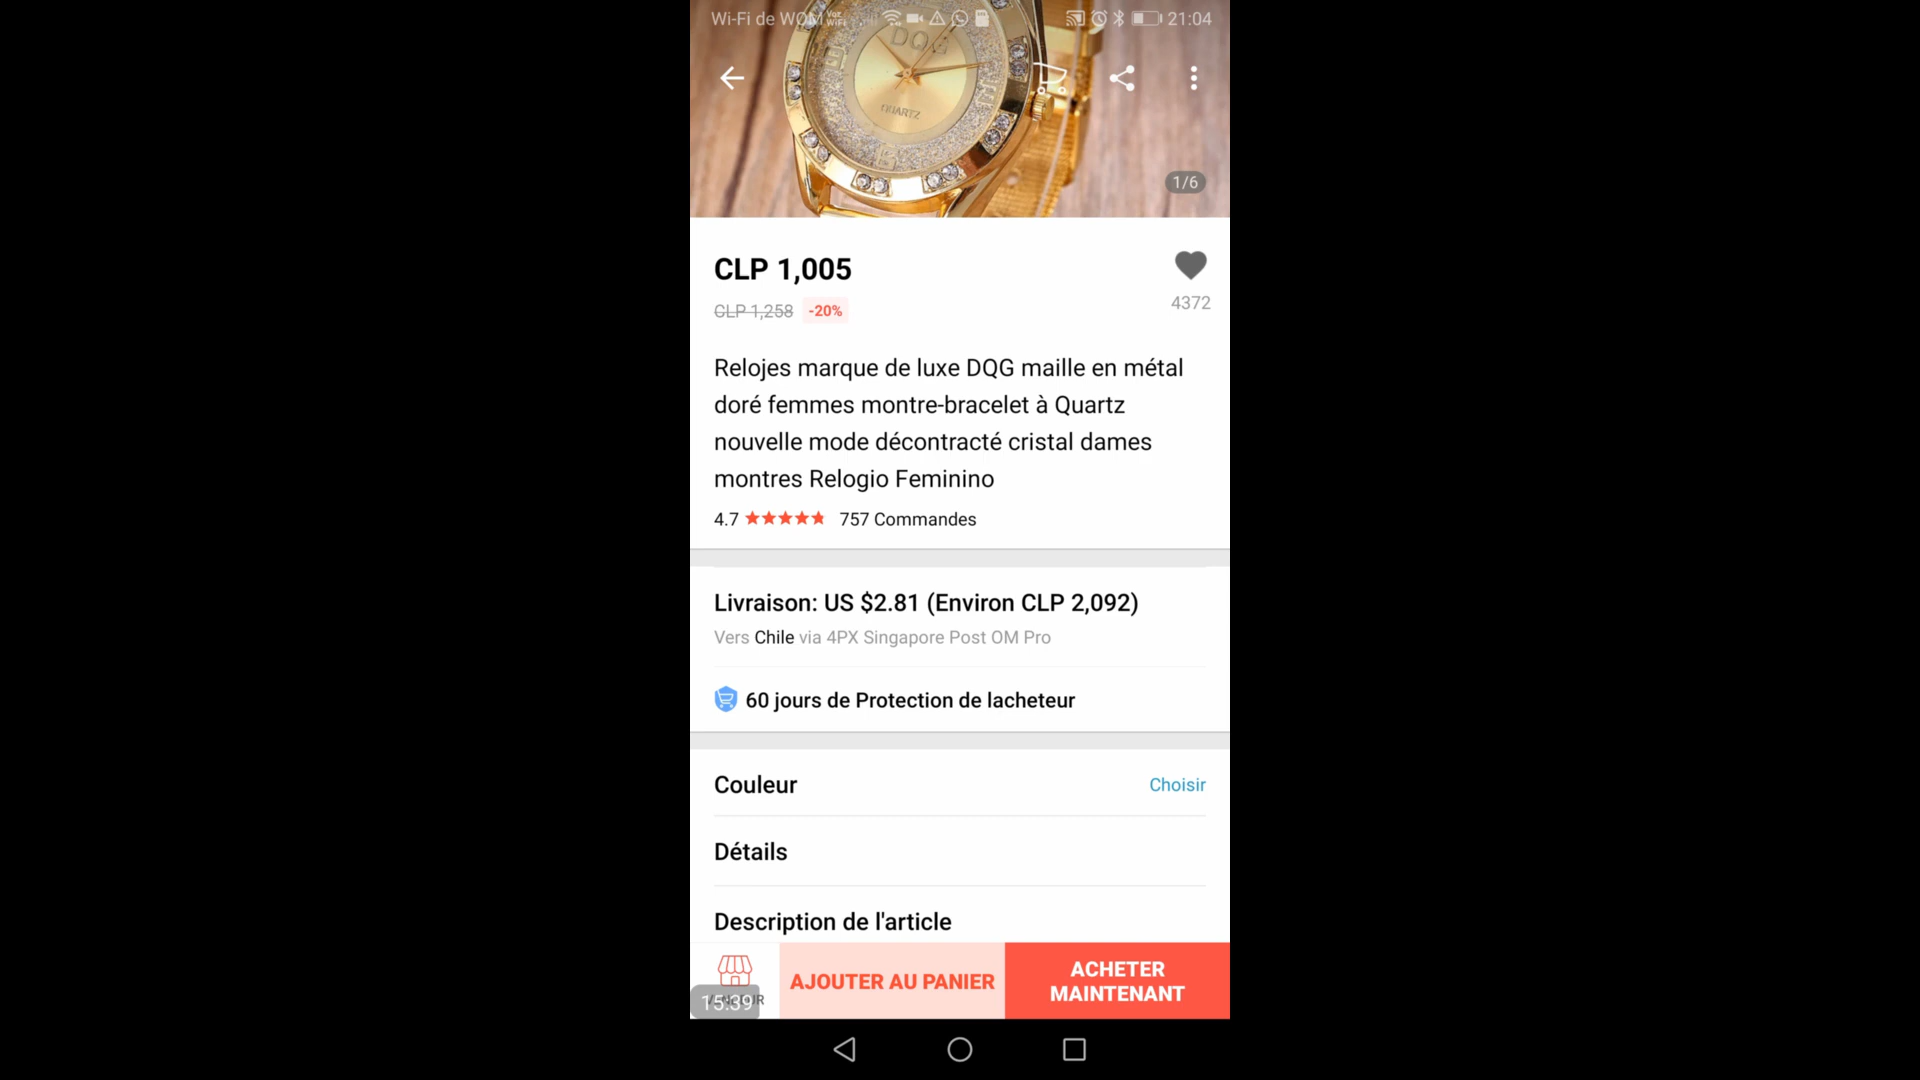 Wi-Fi de WOM Voz WiFi 21:04
DQG
QUARTZ
1/6
CLP 1,005
CLP 1,258 -20%
4372
Relojes marque de luxe DQG maille en métal
doré femmes montre-bracelet à Quartz
nouvelle mode décontracté cristal dames
montres Relogio Feminino
4.7 757 Commandes
Livraison: US $2.81 (Environ CLP 2,092)
Vers Chile via 4PX Singapore Post OM Pro
60 jours de Protection de lacheteur
Couleur Choisir
Détails
Description de l'article
AJOUTER AU PANIER
ACHETER
MAINTENANT
15:39